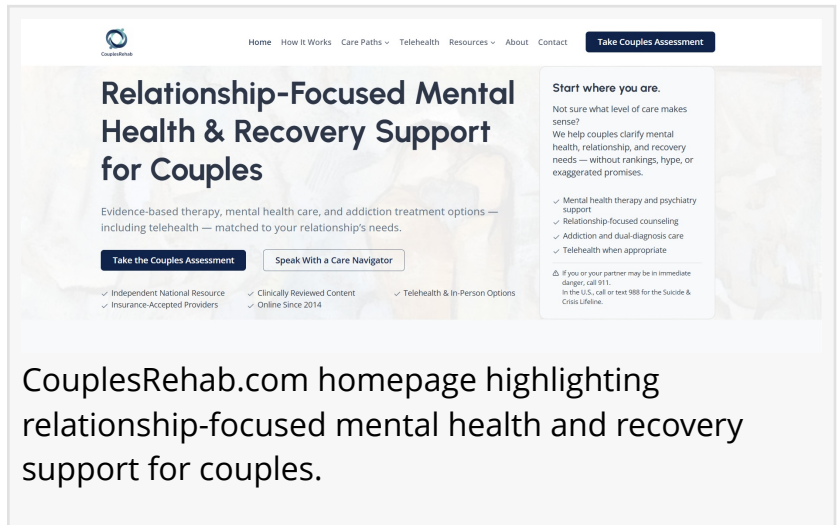 CouplesRehab
Home How It Works Care Paths Telehealth Resources About Contact Take Couples Assessment
Relationship-Focused Mental
Health & Recovery Support
for Couples
Evidence-based therapy, mental health care, and addiction treatment options —
including telehealth — matched to your relationship's needs.
Take the Couples Assessment Speak With a Care Navigator
Independent National Resource Clinically Reviewed Content Telehealth & In-Person Options
Insurance-Accepted Providers Online Since 2014
Start where you are.
Not sure what level of care makes
sense?
We help couples clarify mental
health, relationship, and recovery
needs — without rankings, hype, or
exaggerated promises.
Mental health therapy and psychiatry
support
Relationship-focused counseling
Addiction and dual-diagnosis care
Telehealth when appropriate
If you or your partner may be in immediate
danger, call 911.
In the U.S., call or text 988 for the Suicide &
Crisis Lifeline.
CouplesRehab.com homepage highlighting
relationship-focused mental health and recovery
support for couples.